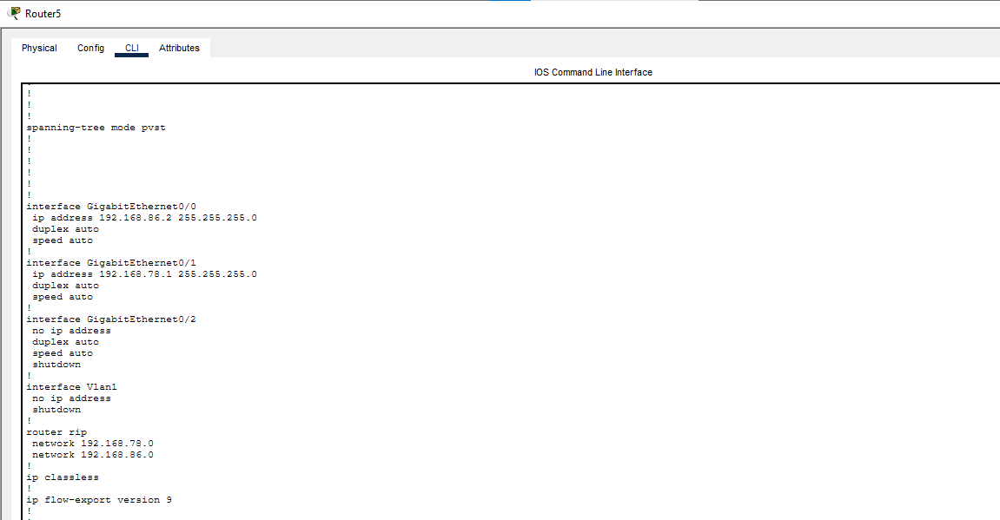 Router5
Physical Config CLI Attributes
IOS Command Line Interface
!
!
!
spanning-tree mode pvst
!
!
!
!
!
!
interface GigabitEthernet0/0
 ip address 192.168.86.2 255.255.255.0
 duplex auto
 speed auto
!
interface GigabitEthernet0/1
 ip address 192.168.78.1 255.255.255.0
 duplex auto
 speed auto
!
interface GigabitEthernet0/2
 no ip address
 duplex auto
 speed auto
 shutdown
!
interface Vlan1
 no ip address
 shutdown
!
router rip
 network 192.168.78.0
 network 192.168.86.0
!
ip classless
!
ip flow-export version 9
!